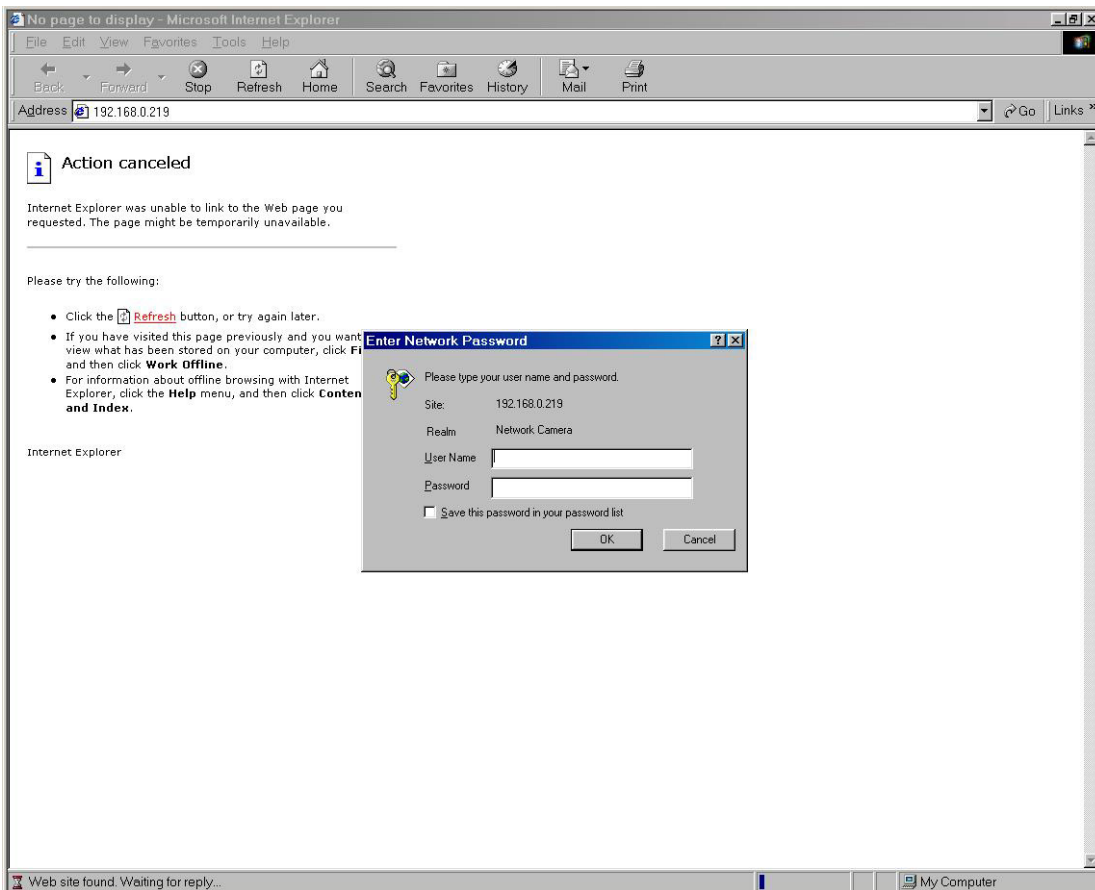 No page to display - Microsoft Internet Explorer
File Edit View Favorites Tools Help
Back Forward Stop Refresh Home Search Favorites History Mail Print
Address 192.168.0.219 Go Links »
Action canceled
Internet Explorer was unable to link to the Web page you
requested. The page might be temporarily unavailable.
Please try the following:
• Click the Refresh button, or try again later.
• If you have visited this page previously and you want
view what has been stored on your computer, click Fi
and then click Work Offline.
• For information about offline browsing with Internet
Explorer, click the Help menu, and then click Conten
and Index.
Internet Explorer
Enter Network Password
Please type your user name and password.
Site: 192.168.0.219
Realm Network Camera
User Name
Password
Save this password in your password list
OK Cancel
Web site found. Waiting for reply... My Computer